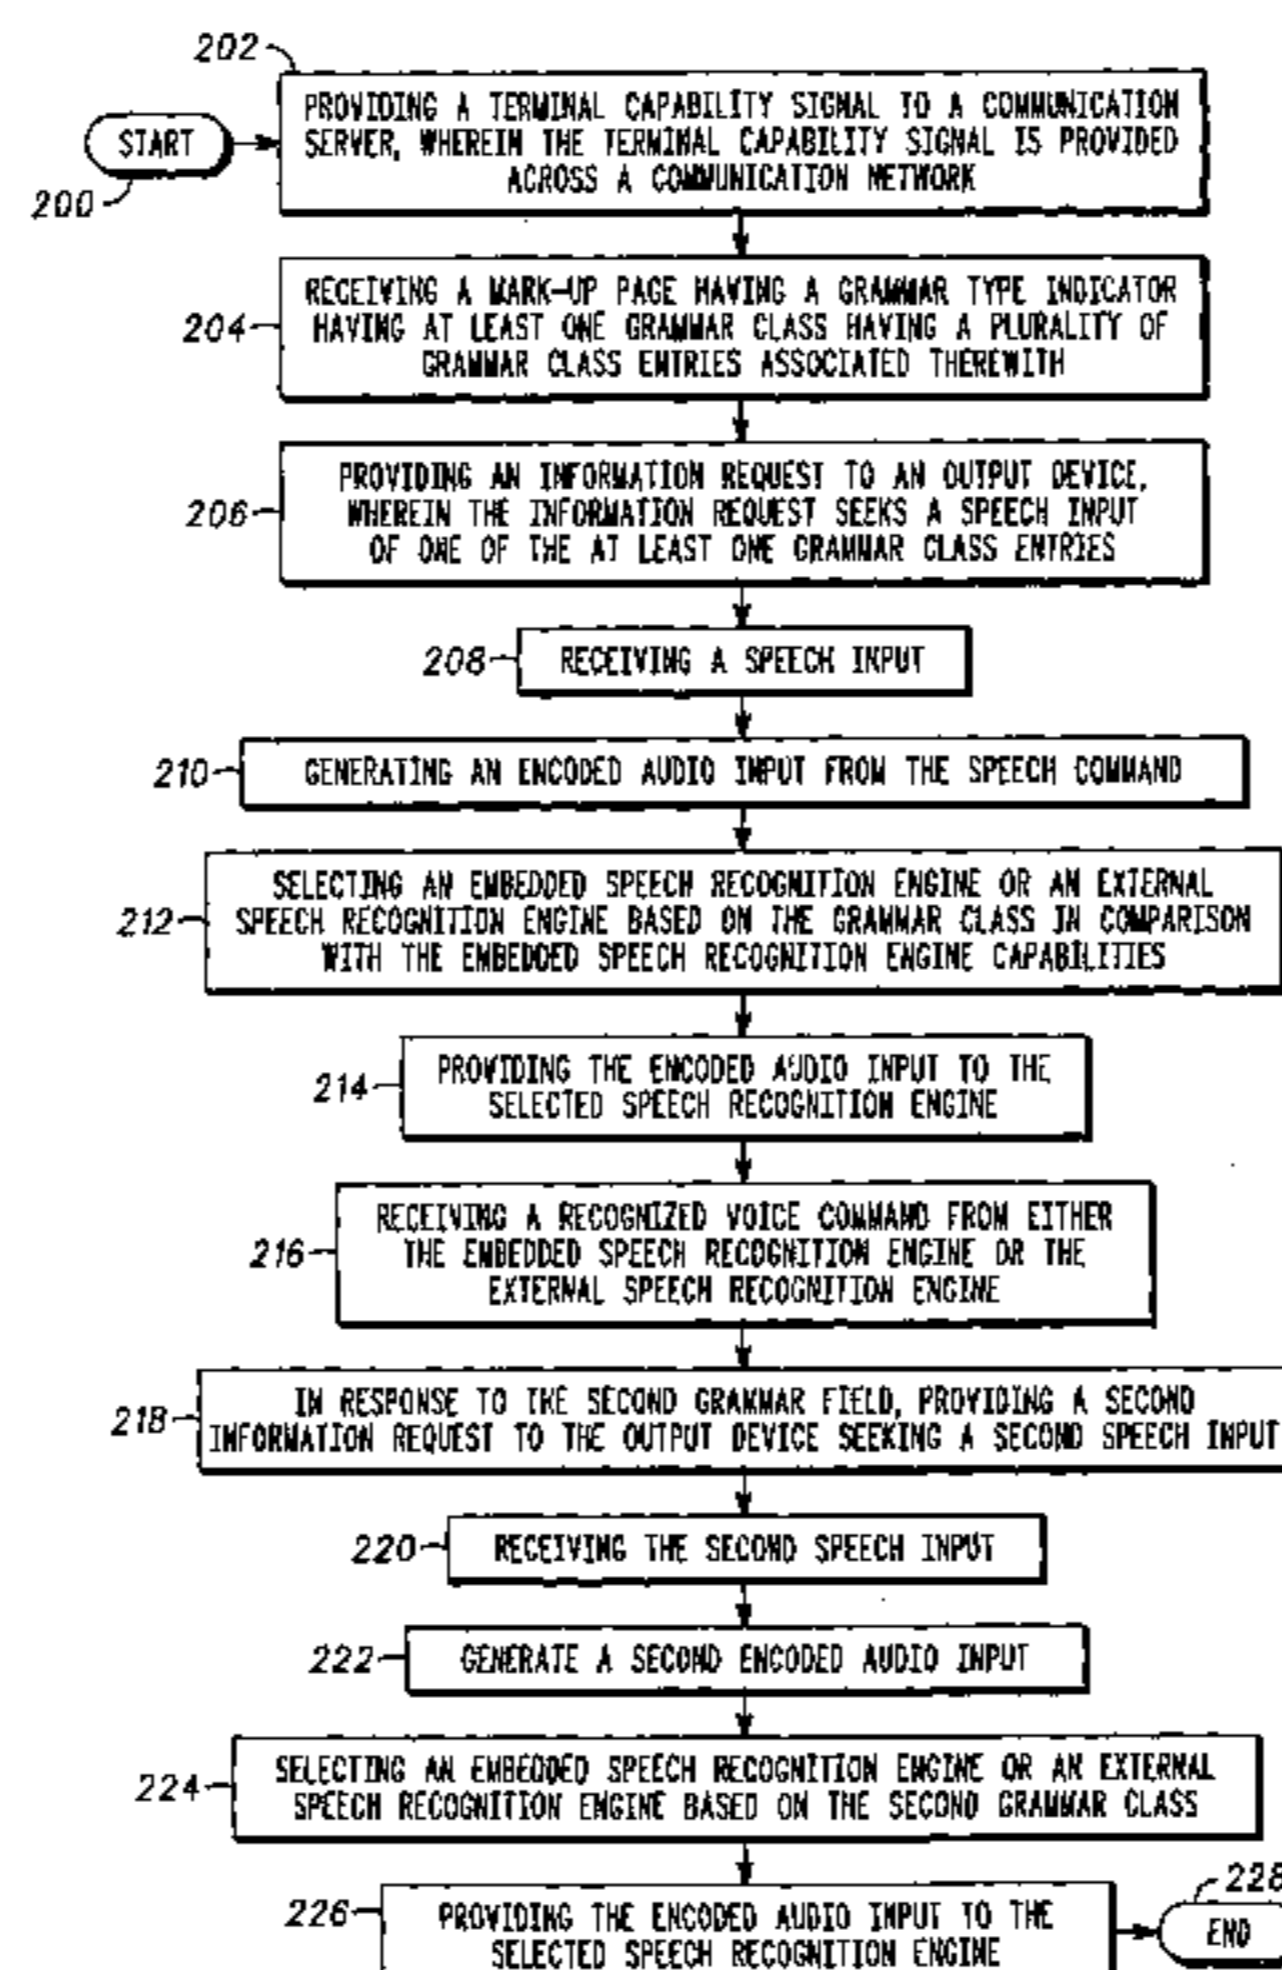 202
START
200
PROVIDING A TERMINAL CAPABILITY SIGNAL TO A COMMUNICATION
SERVER, WHEREIN THE TERMINAL CAPABILITY SIGNAL IS PROVIDED
ACROSS A COMMUNICATION NETWORK
204
RECEIVING A MARK-UP PAGE HAVING A GRAMMAR TYPE INDICATOR
HAVING AT LEAST ONE GRAMMAR CLASS HAVING A PLURALITY OF
GRAMMAR CLASS ENTRIES ASSOCIATED THEREWITH
206
PROVIDING AN INFORMATION REQUEST TO AN OUTPUT DEVICE,
WHEREIN THE INFORMATION REQUEST SEEKS A SPEECH INPUT
OF ONE OF THE AT LEAST ONE GRAMMAR CLASS ENTRIES
208
RECEIVING A SPEECH INPUT
210
GENERATING AN ENCODED AUDIO INPUT FROM THE SPEECH COMMAND
212
SELECTING AN EMBEDDED SPEECH RECOGNITION ENGINE OR AN EXTERNAL
SPEECH RECOGNITION ENGINE BASED ON THE GRAMMAR CLASS IN COMPARISON
WITH THE EMBEDDED SPEECH RECOGNITION ENGINE CAPABILITIES
214
PROVIDING THE ENCODED AUDIO INPUT TO THE
SELECTED SPEECH RECOGNITION ENGINE
216
RECEIVING A RECOGNIZED VOICE COMMAND FROM EITHER
THE EMBEDDED SPEECH RECOGNITION ENGINE OR THE
EXTERNAL SPEECH RECOGNITION ENGINE
218
IN RESPONSE TO THE SECOND GRAMMAR FIELD, PROVIDING A SECOND
INFORMATION REQUEST TO THE OUTPUT DEVICE SEEKING A SECOND SPEECH INPUT
220
RECEIVING THE SECOND SPEECH INPUT
222
GENERATE A SECOND ENCODED AUDIO INPUT
224
SELECTING AN EMBEDDED SPEECH RECOGNITION ENGINE OR AN EXTERNAL
SPEECH RECOGNITION ENGINE BASED ON THE SECOND GRAMMAR CLASS
226
PROVIDING THE ENCODED AUDIO INPUT TO THE
SELECTED SPEECH RECOGNITION ENGINE
228
END